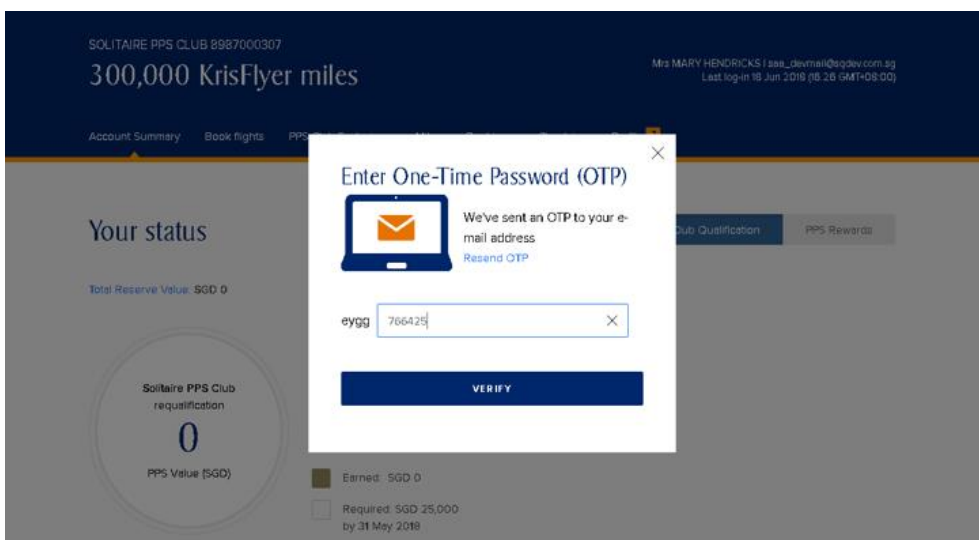 SOLITAIRE PPS CLUB 8987000307
300,000 KrisFlyer miles
Mrs MARY HENDRICKS | saa_devmail@sqdev.com.sg
Last log-in 18 Jun 2018 (16.26 GMT+08:00)
Account Summary Book flights PPS
Enter One-Time Password (OTP)
We've sent an OTP to your e-
mail address
Resend OTP
Your status
Club Qualification PPS Rewards
Total Reserve Value: SGD 0
eygg 766425
VERIFY
Solitaire PPS Club
requalification
0
PPS Value (SGD)
Earned: SGD 0
Required: SGD 25,000
by 31 May 2018